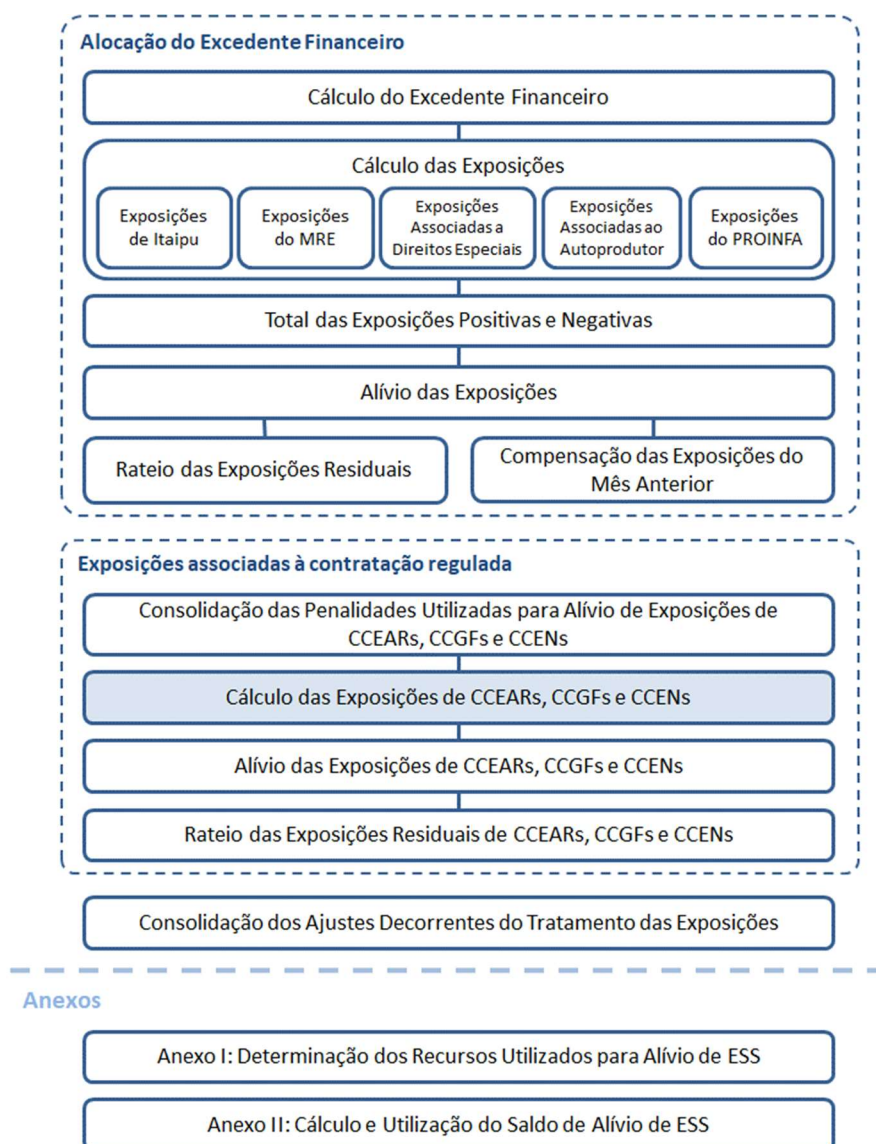 Alocação do Excedente Financeiro
Cálculo do Excedente Financeiro
Cálculo das Exposições
Exposições
de Itaipu
Exposições
do MRE
Exposições
Associadas a
Direitos Especiais
Exposições
Associadas ao
Autoprodutor
Exposições
do PROINFA
Total das Exposições Positivas e Negativas
Alívio das Exposições
Rateio das Exposições Residuais
Compensação das Exposições do
Mês Anterior
Exposições associadas à contratação regulada
Consolidação das Penalidades Utilizadas para Alívio de Exposições de
CCEARs, CCGFs e CCENs
Cálculo das Exposições de CCEARs, CCGFs e CCENs
Alívio das Exposições de CCEARs, CCGFs e CCENs
Rateio das Exposições Residuais de CCEARs, CCGFs e CCENs
Consolidação dos Ajustes Decorrentes do Tratamento das Exposições
Anexos
Anexo I: Determinação dos Recursos Utilizados para Alívio de ESS
Anexo II: Cálculo e Utilização do Saldo de Alívio de ESS